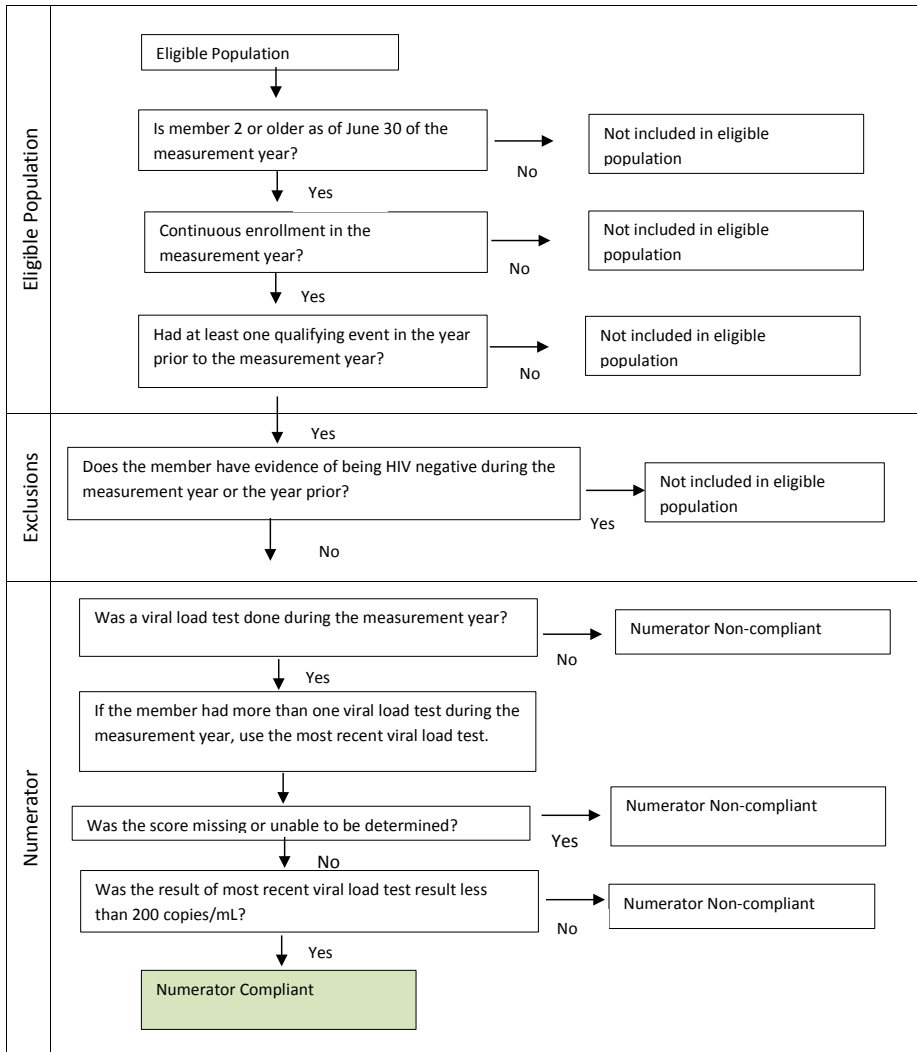 Eligible Population
Eligible Population
Is member 2 or older as of June 30 of the
measurement year?
No
Not included in eligible
population
Yes
Continuous enrollment in the
measurement year?
No
Not included in eligible
population
Yes
Had at least one qualifying event in the year
prior to the measurement year?
No
Not included in eligible
population
Yes
Exclusions
Does the member have evidence of being HIV negative during the
measurement year or the year prior?
Yes
Not included in eligible
population
No
Numerator
Was a viral load test done during the measurement year?
No
Numerator Non-compliant
Yes
If the member had more than one viral load test during the
measurement year, use the most recent viral load test.
Was the score missing or unable to be determined?
Yes
Numerator Non-compliant
No
Was the result of most recent viral load test result less
than 200 copies/mL?
No
Numerator Non-compliant
Yes
Numerator Compliant